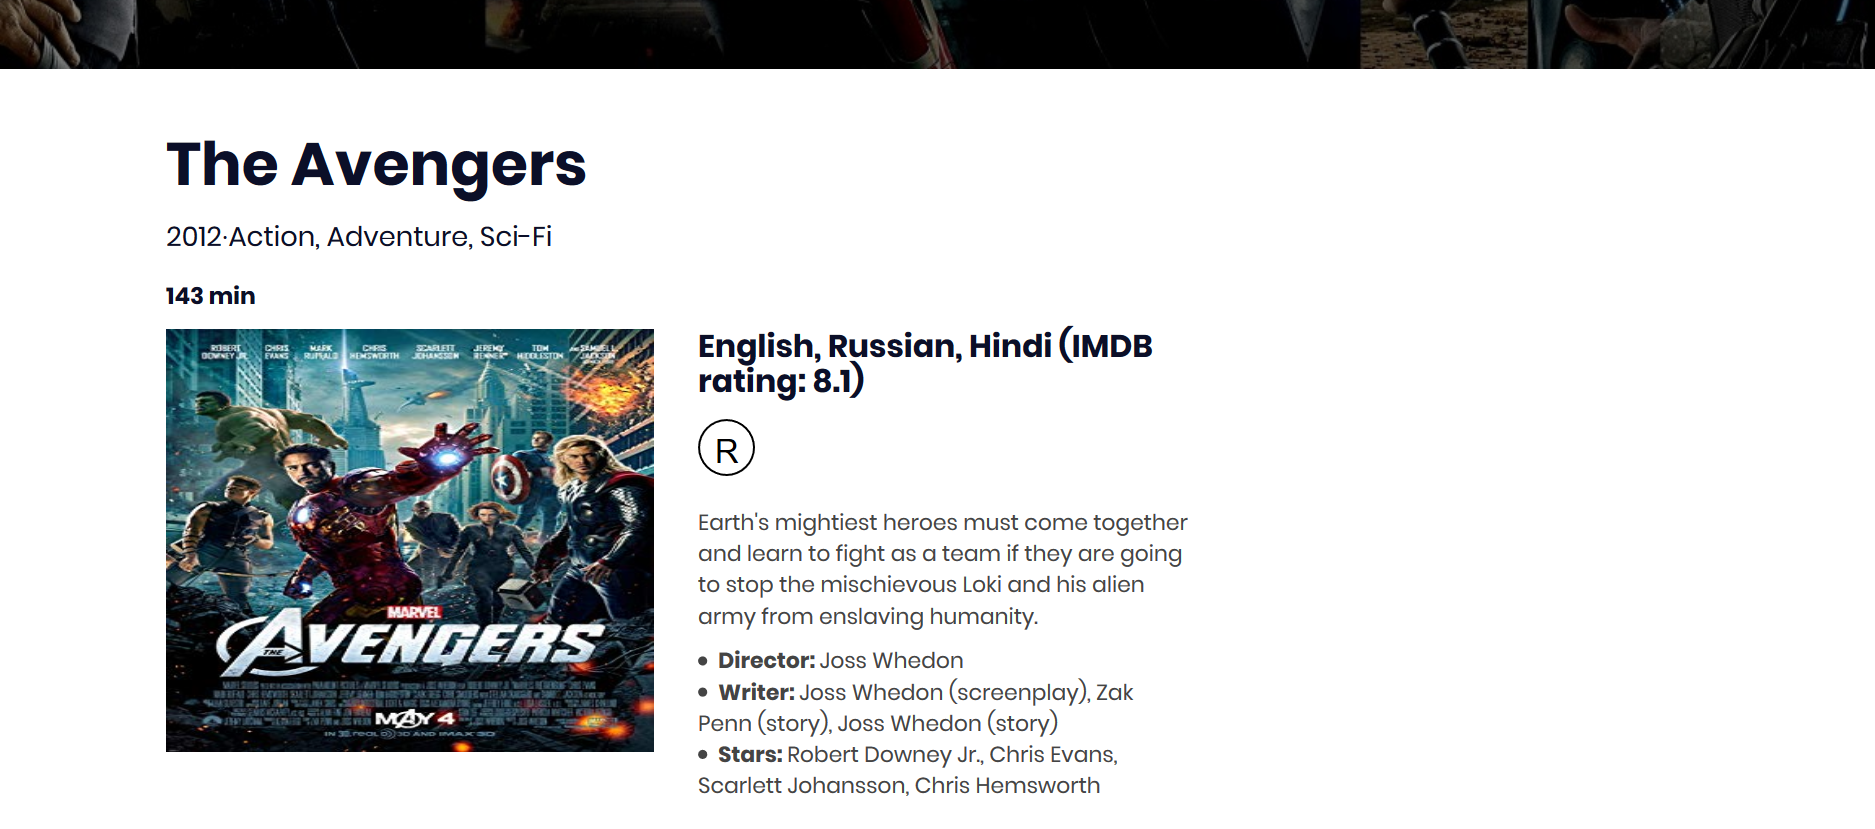 The Avengers
2012·Action, Adventure, Sci-Fi
143 min
ROBERT DOWNEY JR. CHRIS EVANS MARK RUFFALO CHRIS HEMSWORTH SCARLETT JOHANSSON JEREMY RENNER TOM HIDDLESTON AND SAMUEL L. JACKSON
MARVEL
THE AVENGERS
MAY 4
IN REAL D 3D AND IMAX 3D
English, Russian, Hindi (IMDB
rating: 8.1)
R
Earth's mightiest heroes must come together
and learn to fight as a team if they are going
to stop the mischievous Loki and his alien
army from enslaving humanity.
• Director: Joss Whedon
• Writer: Joss Whedon (screenplay), Zak
Penn (story), Joss Whedon (story)
• Stars: Robert Downey Jr., Chris Evans,
Scarlett Johansson, Chris Hemsworth